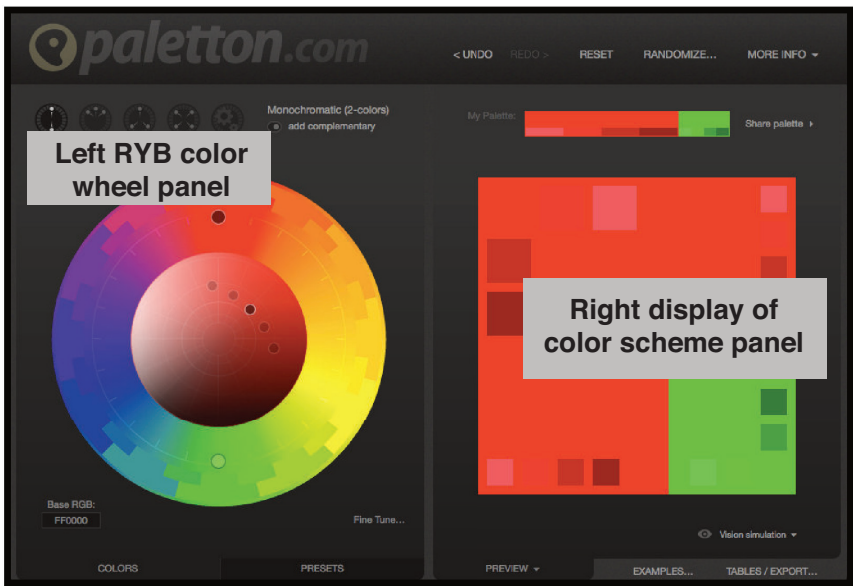 paletton.com
< UNDO REDO > RESET RANDOMIZE... MORE INFO
Monochromatic (2-colors)
add complementary
My Palette:
Share palette
Left RYB color
wheel panel
Right display of
color scheme panel
Base RGB:
FF0000
Fine Tune...
Vision simulation
COLORS PRESETS
PREVIEW EXAMPLES... TABLES / EXPORT...